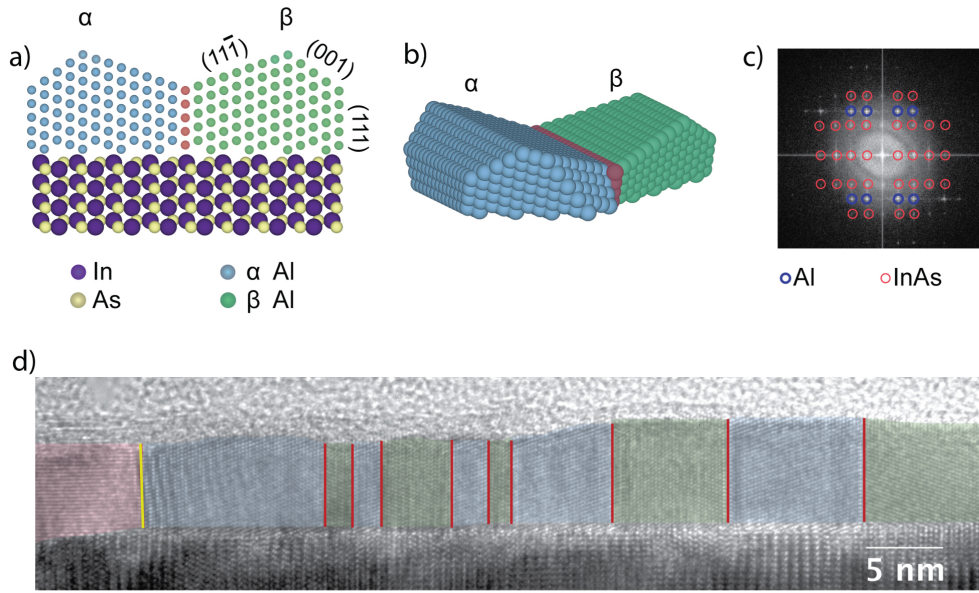 a)
α
β
(11̅1̅)
(001)
(111)
In
As
α Al
β Al
b)
α
β
c)
Al
InAs
d)
5 nm